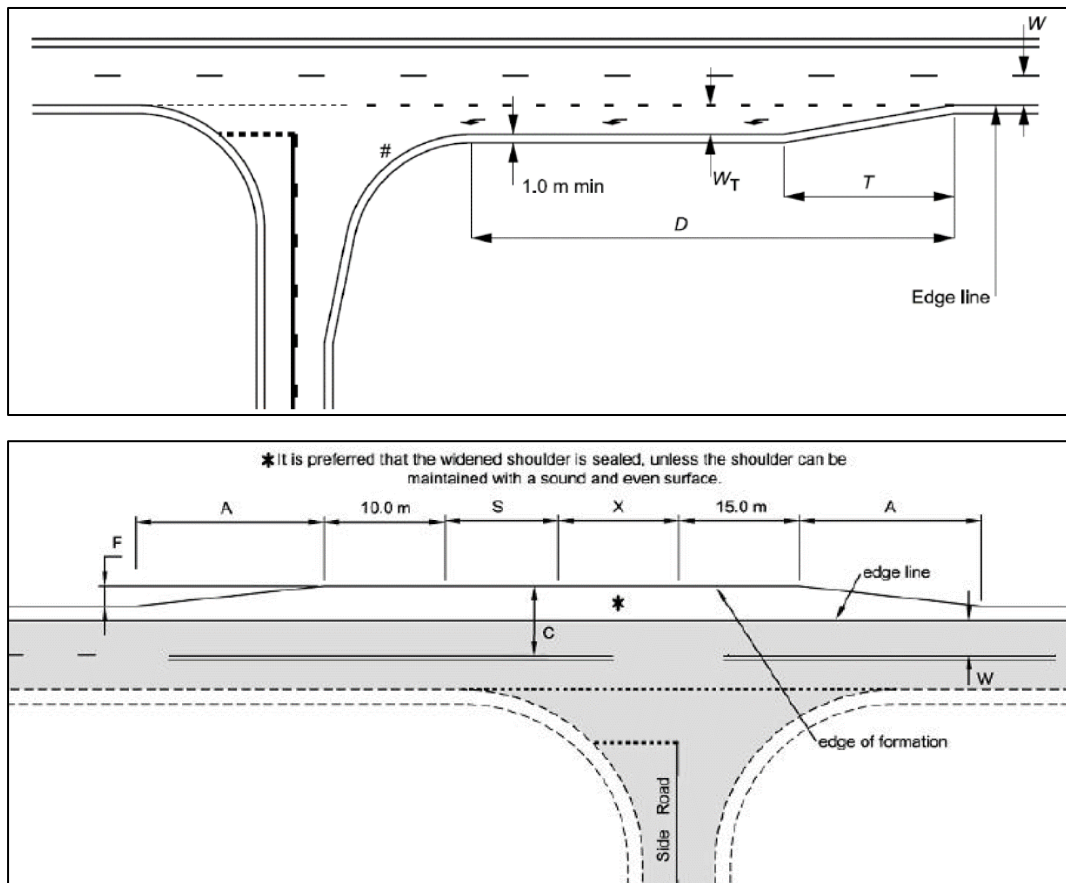 W
#
1.0 m min
W_T
T
D
Edge line
✱ It is preferred that the widened shoulder is sealed, unless the shoulder can be
maintained with a sound and even surface.
A
10.0 m
S
X
15.0 m
A
F
edge line
✱
C
W
edge of formation
Side Road